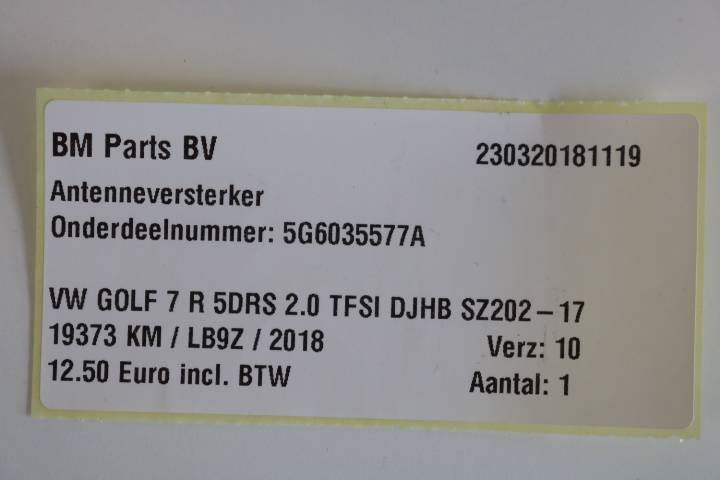 BM Parts BV 230320181119
Antenneversterker
Onderdeelnummer: 5G6035577A
VW GOLF 7 R 5DRS 2.0 TFSI DJHB SZ202-17
19373 KM / LB9Z / 2018 Verz: 10
12.50 Euro incl. BTW Aantal: 1